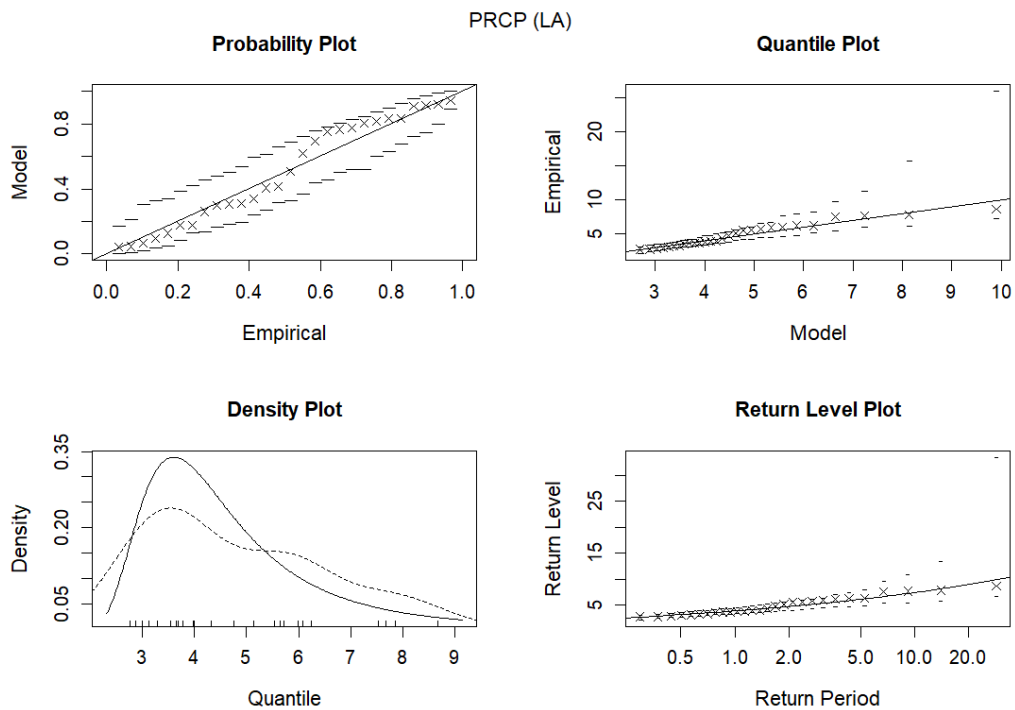 PRCP (LA)
Probability Plot
Model
0.0 0.4 0.8
0.0 0.2 0.4 0.6 0.8 1.0
Empirical
Quantile Plot
Empirical
5 10 20
3 4 5 6 7 8 9 10
Model
Density Plot
Density
0.05 0.20 0.35
3 4 5 6 7 8 9
Quantile
Return Level Plot
Return Level
5 15 25
0.5 1.0 2.0 5.0 10.0 20.0
Return Period